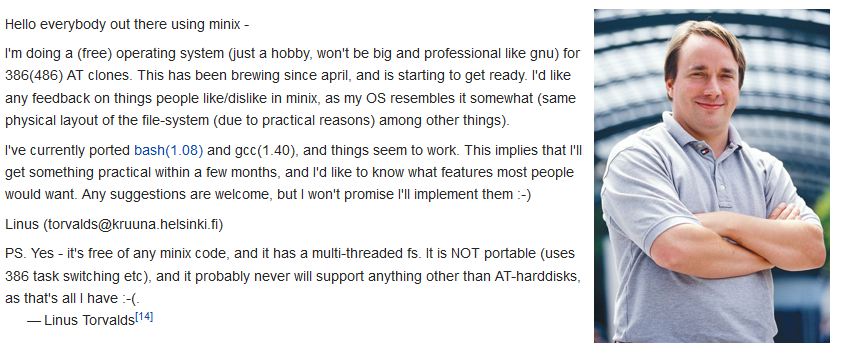 Hello everybody out there using minix -
I'm doing a (free) operating system (just a hobby, won't be big and professional like gnu) for
386(486) AT clones. This has been brewing since april, and is starting to get ready. I'd like
any feedback on things people like/dislike in minix, as my OS resembles it somewhat (same
physical layout of the file-system (due to practical reasons) among other things).
I've currently ported bash(1.08) and gcc(1.40), and things seem to work. This implies that I'll
get something practical within a few months, and I'd like to know what features most people
would want. Any suggestions are welcome, but I won't promise I'll implement them :-)
Linus (torvalds@kruuna.helsinki.fi)
PS. Yes - it's free of any minix code, and it has a multi-threaded fs. It is NOT portable (uses
386 task switching etc), and it probably never will support anything other than AT-harddisks,
as that's all I have :-(.
— Linus Torvalds[14]